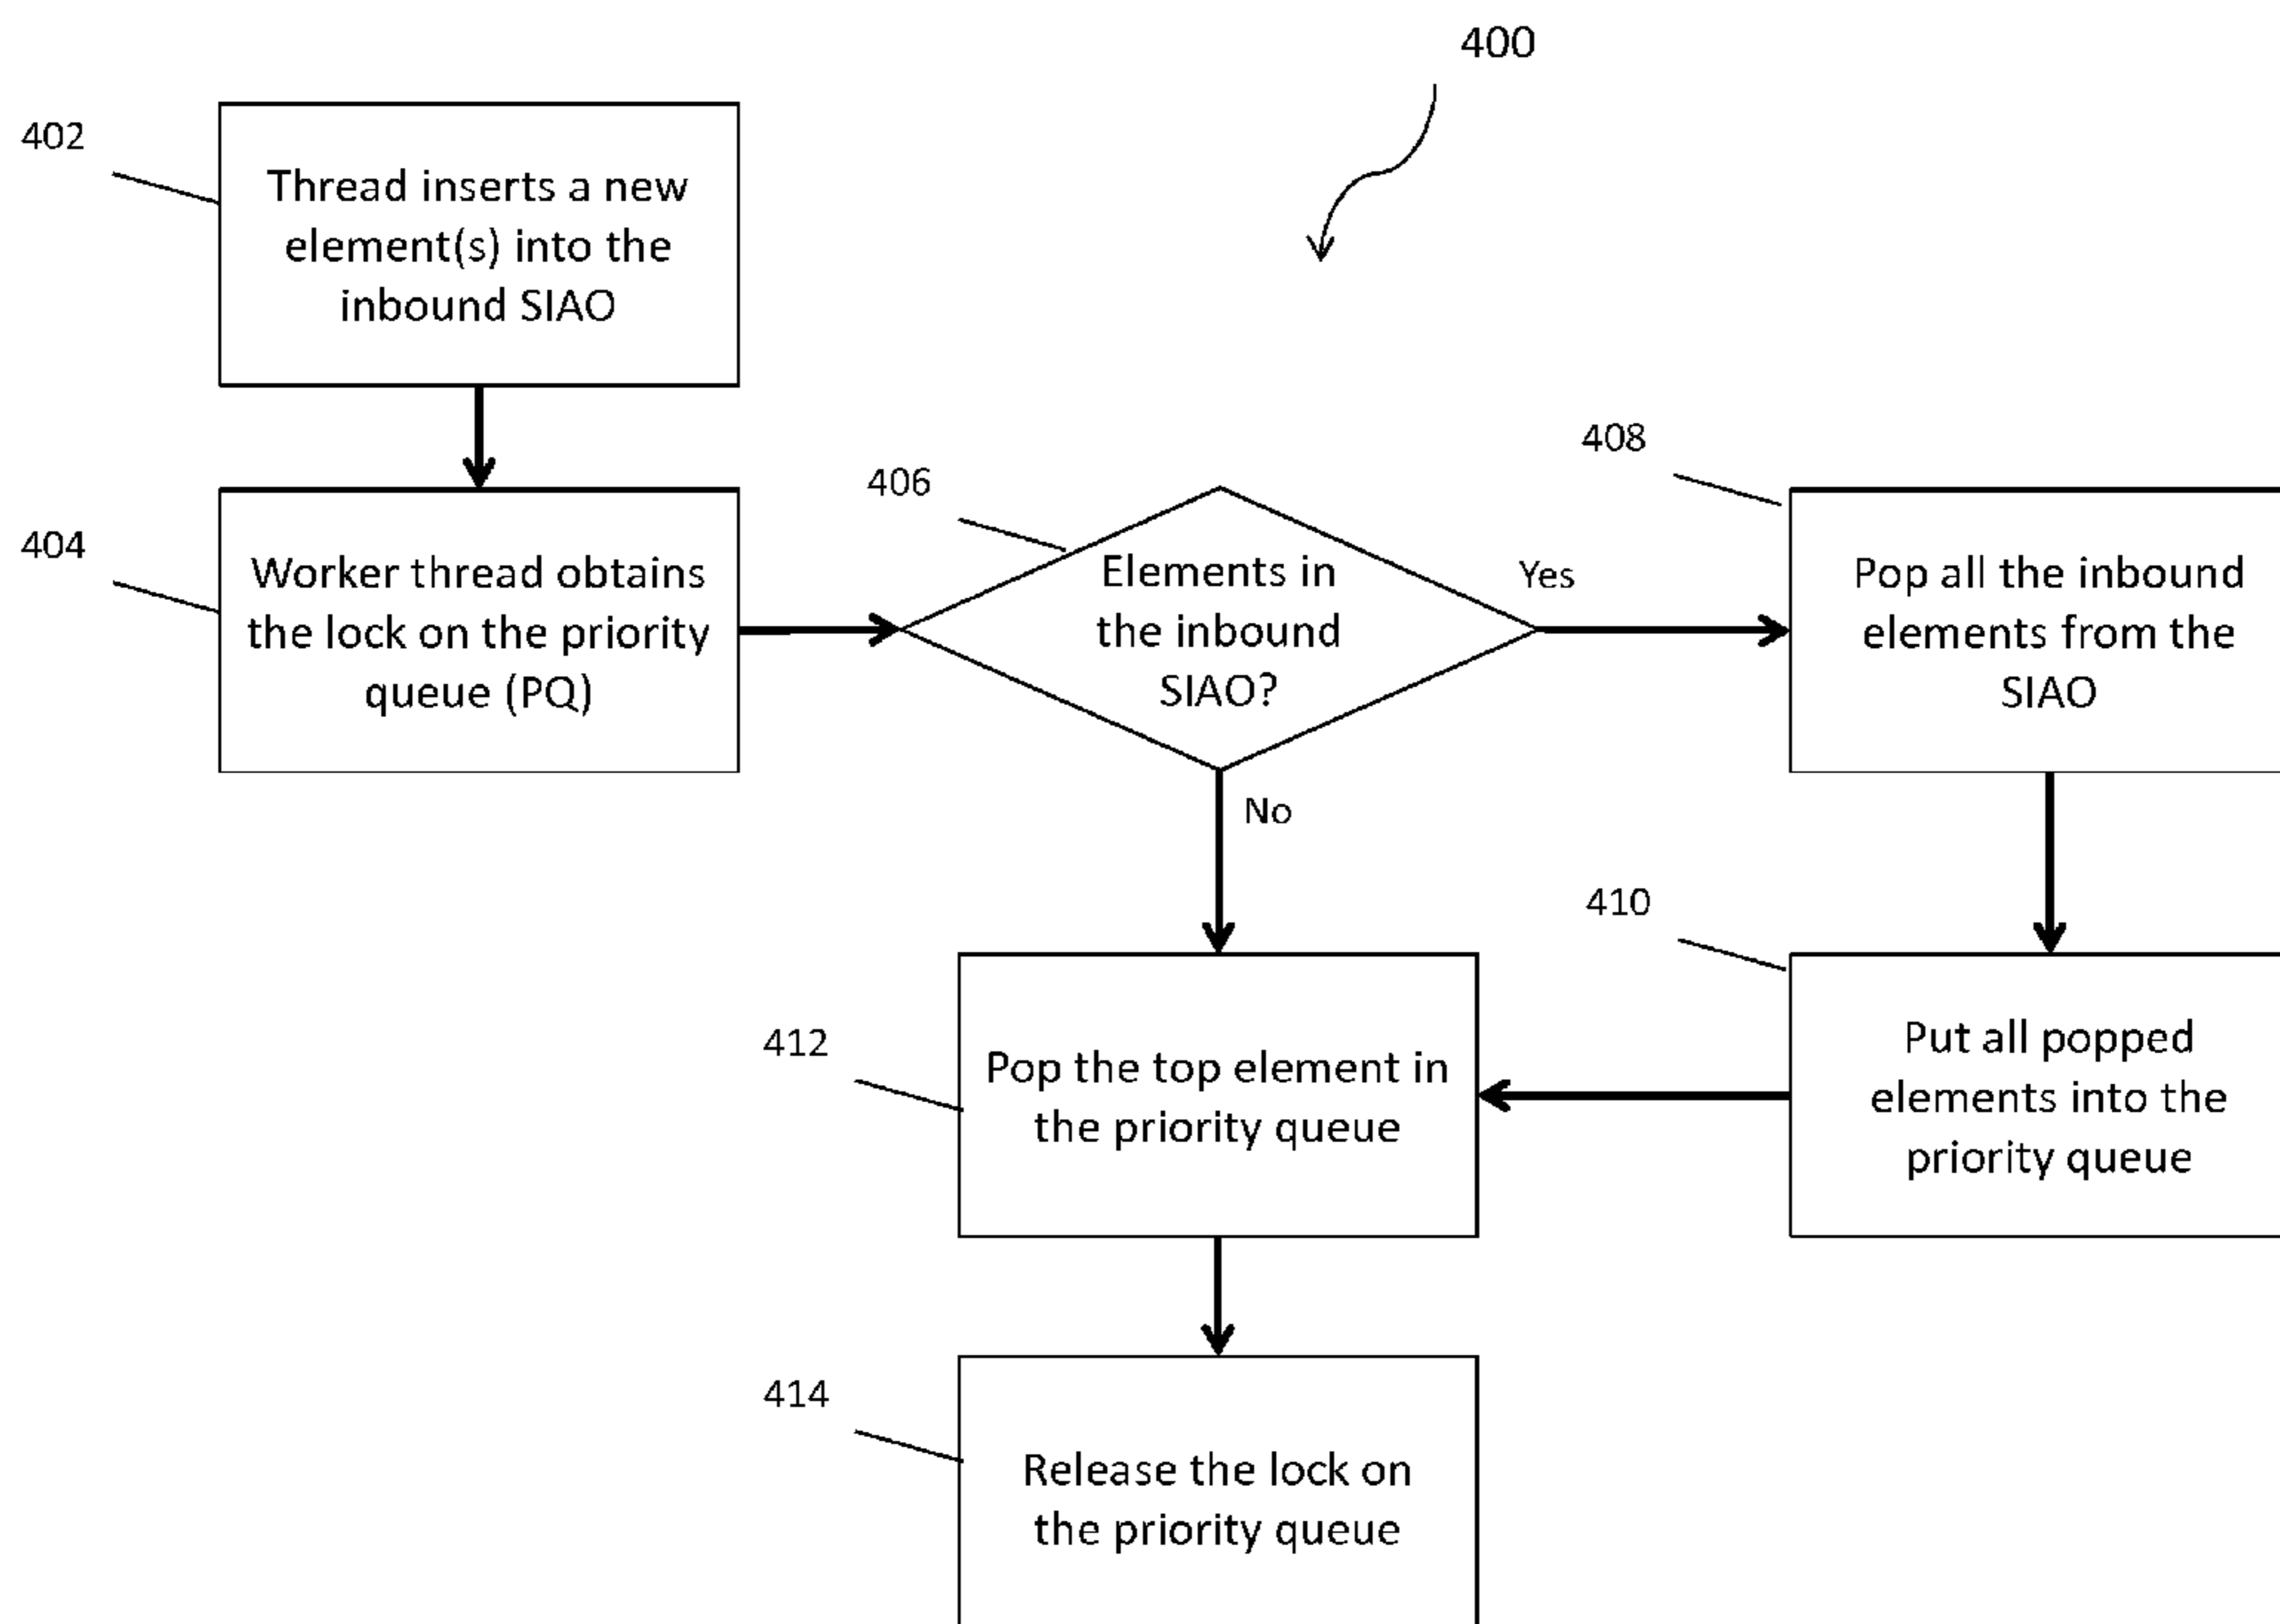 400
402
Thread inserts a new
element(s) into the
inbound SIAO
404
Worker thread obtains
the lock on the priority
queue (PQ)
406
Elements in
the inbound
SIAO?
Yes
No
408
Pop all the inbound
elements from the
SIAO
410
Put all popped
elements into the
priority queue
412
Pop the top element in
the priority queue
414
Release the lock on
the priority queue